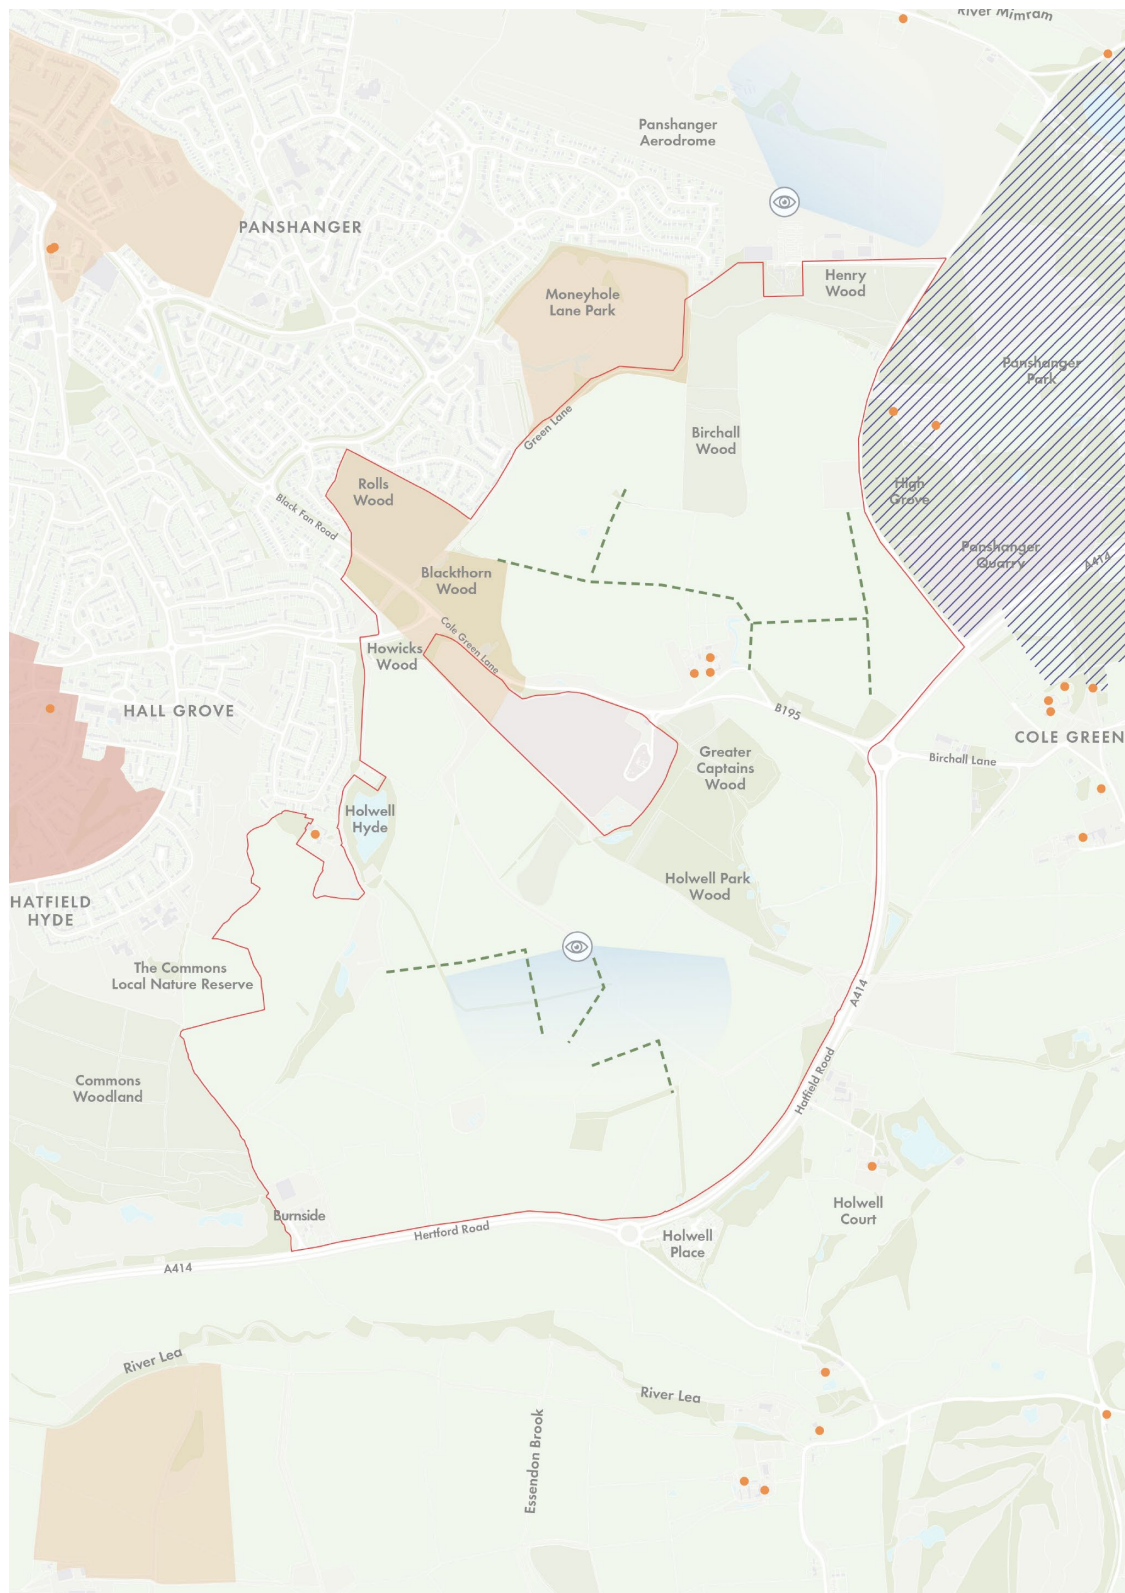 River Mimram
Panshanger
Aerodrome
PANSHANGER
Henry
Wood
Moneyhole
Lane Park
Panshanger
Park
Green Lane
Birchall
Wood
Rolls
Wood
High
Grove
Black Fan Road
Panshanger
Quarry
A414
Blackthorn
Wood
Cole Green Lane
Howicks
Wood
HALL GROVE
B195
COLE GREEN
Greater
Captains
Wood
Birchall Lane
Holwell
Hyde
Holwell Park
Wood
HATFIELD
HYDE
The Commons
Local Nature Reserve
A414
Commons
Woodland
Hatfield Road
Burnside
Holwell
Court
Hertford Road
Holwell
Place
A414
River Lea
River Lea
Essendon Brook